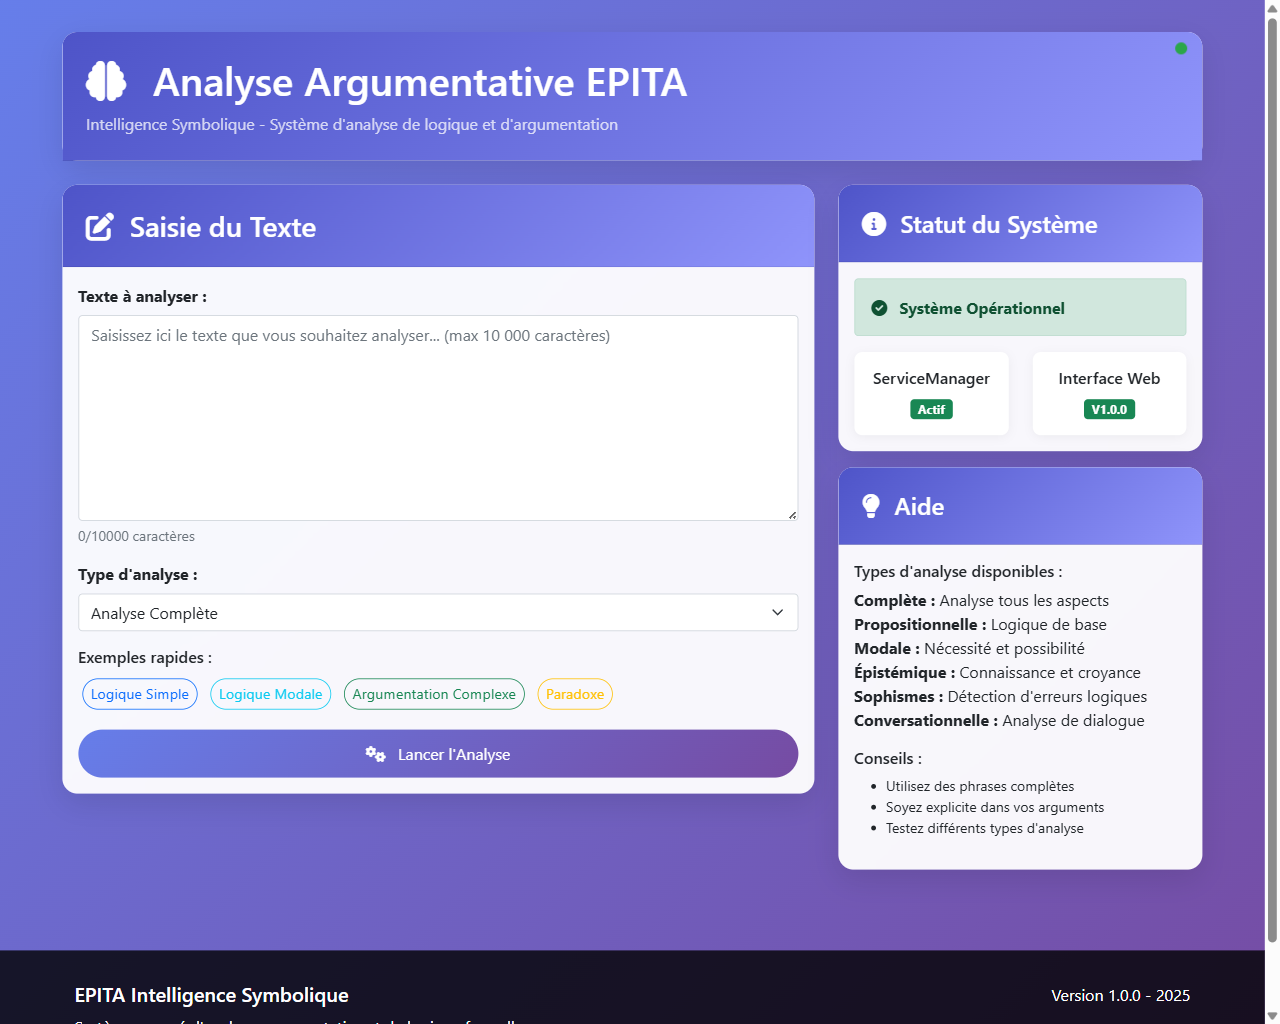 Analyse Argumentative EPITA
Intelligence Symbolique - Système d'analyse de logique et d'argumentation
Saisie du Texte
Texte à analyser :
Saisissez ici le texte que vous souhaitez analyser... (max 10 000 caractères)
0/10000 caractères
Type d'analyse :
Analyse Complète
Exemples rapides :
Logique Simple
Logique Modale
Argumentation Complexe
Paradoxe
Lancer l'Analyse
Statut du Système
Système Opérationnel
ServiceManager
Actif
Interface Web
V1.0.0
Aide
Types d'analyse disponibles :
Complète : Analyse tous les aspects
Propositionnelle : Logique de base
Modale : Nécessité et possibilité
Épistémique : Connaissance et croyance
Sophismes : Détection d'erreurs logiques
Conversationnelle : Analyse de dialogue
Conseils :
Utilisez des phrases complètes
Soyez explicite dans vos arguments
Testez différents types d'analyse
EPITA Intelligence Symbolique
Version 1.0.0 - 2025